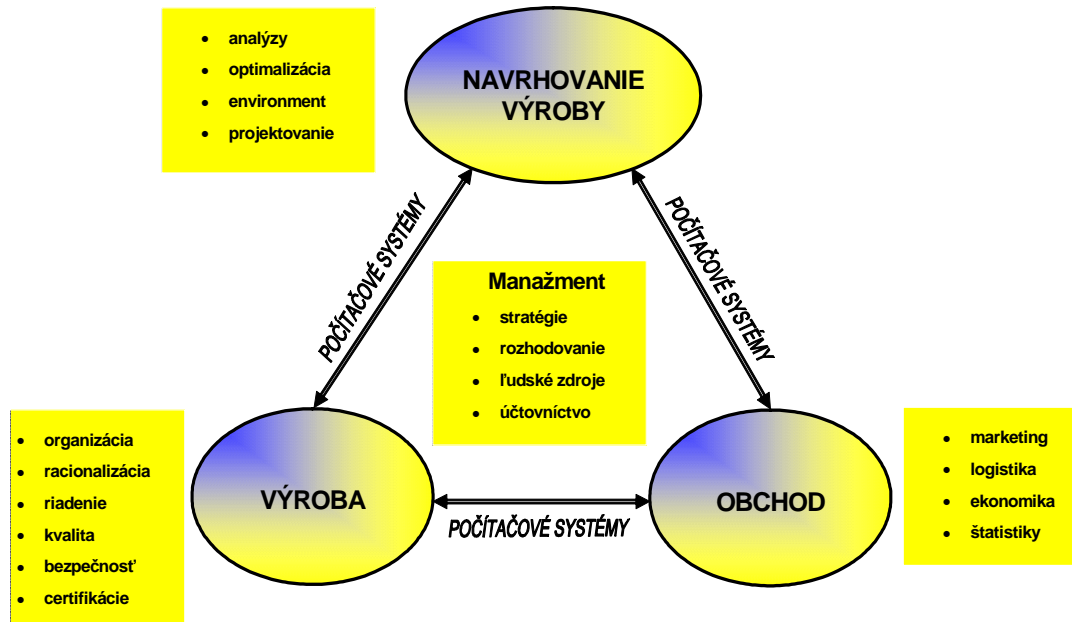 • analýzy
• optimalizácia
• environment
• projektovanie
NAVRHOVANIE
VÝROBY
POČÍTAČOVÉ SYSTÉMY
POČÍTAČOVÉ SYSTÉMY
Manažment
• stratégie
• rozhodovanie
• ľudské zdroje
• účtovníctvo
• organizácia
• racionalizácia
• riadenie
• kvalita
• bezpečnosť
• certifikácie
VÝROBA
POČÍTAČOVÉ SYSTÉMY
OBCHOD
• marketing
• logistika
• ekonomika
• štatistiky